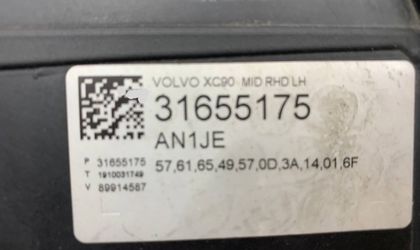 VOLVO XC90 MID RHD LH
31655175
AN1JE
P 31655175
T 1910031749
V 89914587
57,61,65,49,57,0D,3A,14,01,6F